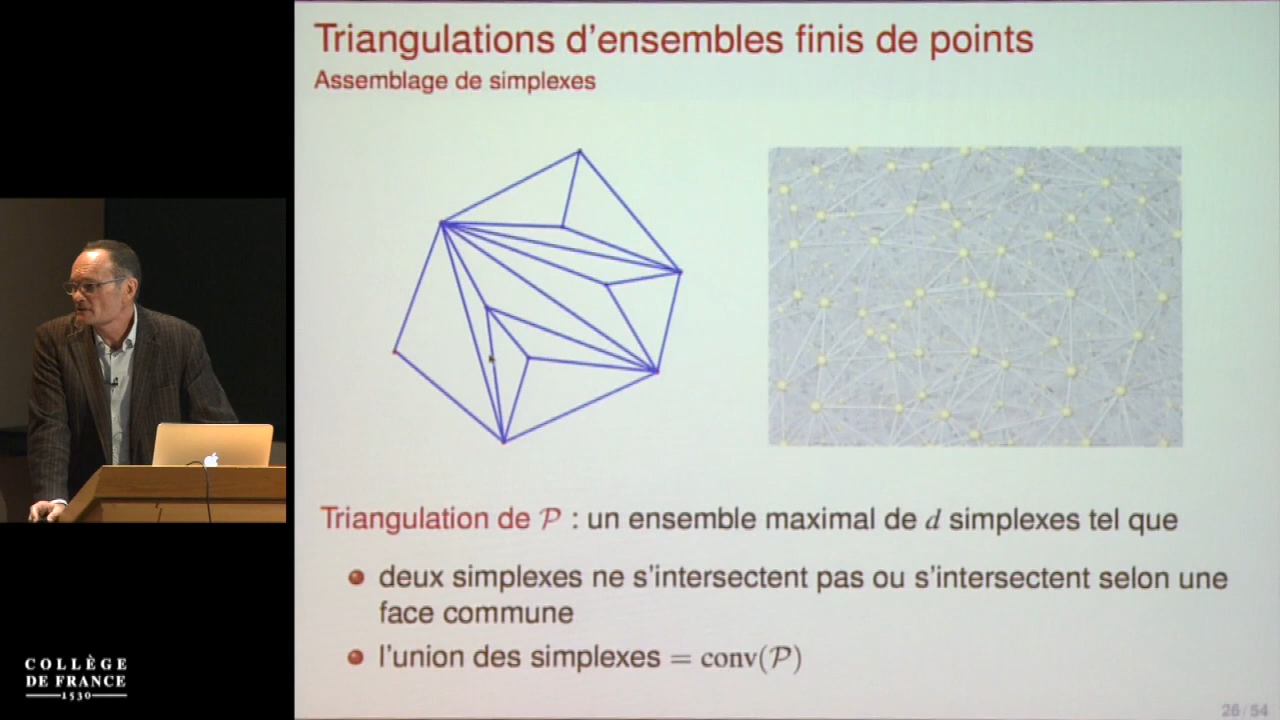 Triangulations d'ensembles finis de points
Assemblage de simplexes
Triangulation de P : un ensemble maximal de d simplexes tel que
deux simplexes ne s'intersectent pas ou s'intersectent selon une
face commune
l'union des simplexes = conv(P)
26 / 54
COLLÈGE
DE FRANCE
1530